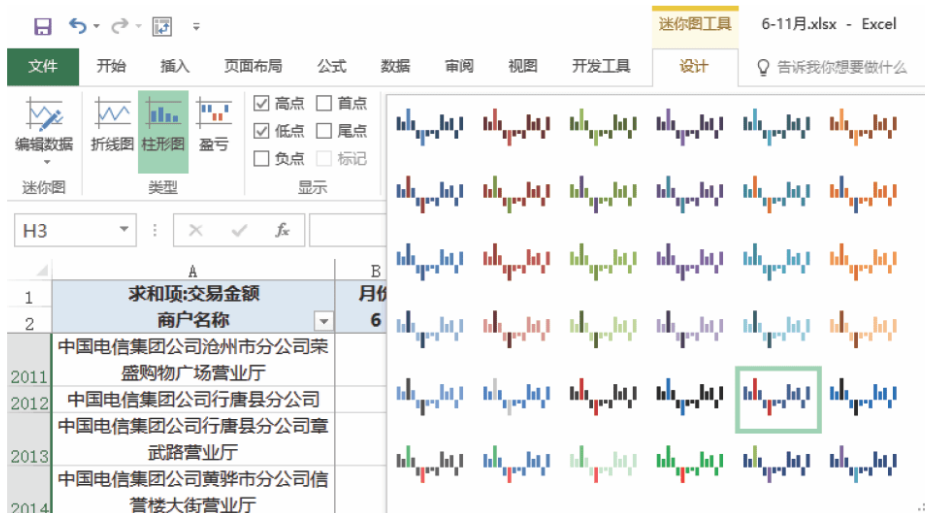 迷你图工具
6-11月.xlsx - Excel
文件 开始 插入 页面布局 公式 数据 审阅 视图 开发工具 设计 告诉我你想要做什么
编辑数据
迷你图
折线图 柱形图 盈亏
类型
高点 首点
低点 尾点
负点 标记
显示
H3 fx
A B
1 求和项:交易金额 月份
2 商户名称 6
2011 中国电信集团公司沧州市分公司荣
盛购物广场营业厅
2012 中国电信集团公司行唐县分公司
2013 中国电信集团公司行唐县分公司章
武路营业厅
2014 中国电信集团公司黄骅市分公司信
誉楼大街营业厅